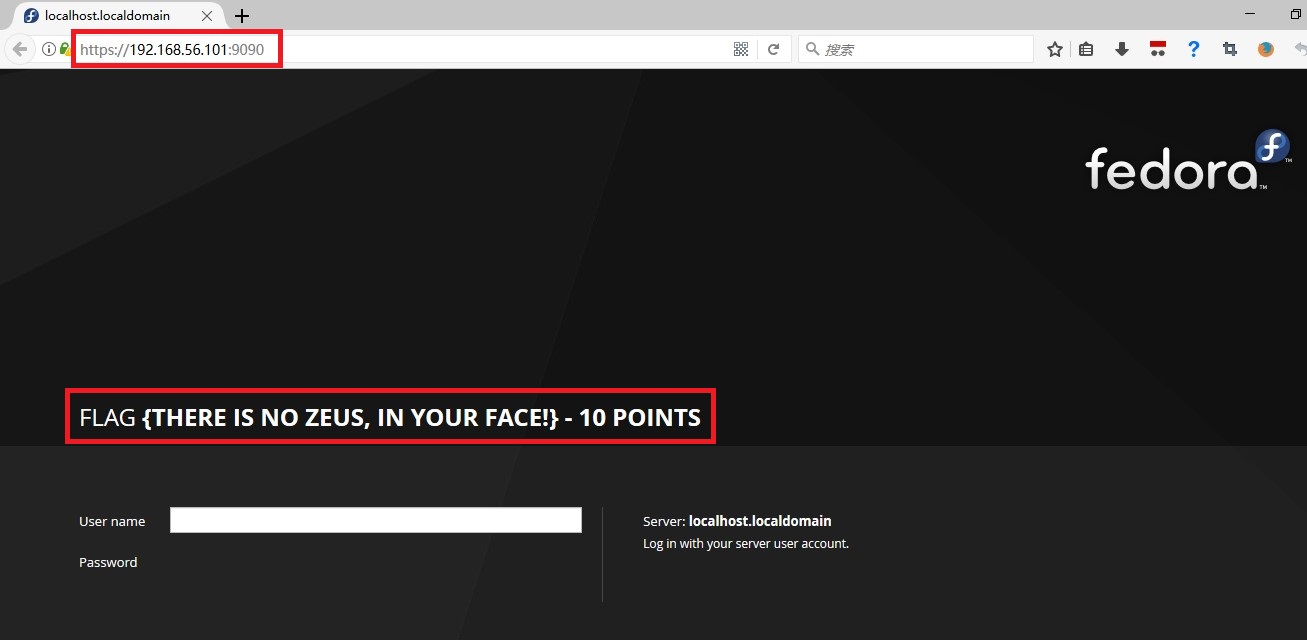 localhost.localdomain
https://192.168.56.101:9090
搜索
fedora
FLAG {THERE IS NO ZEUS, IN YOUR FACE!} - 10 POINTS
User name
Server: localhost.localdomain
Log in with your server user account.
Password